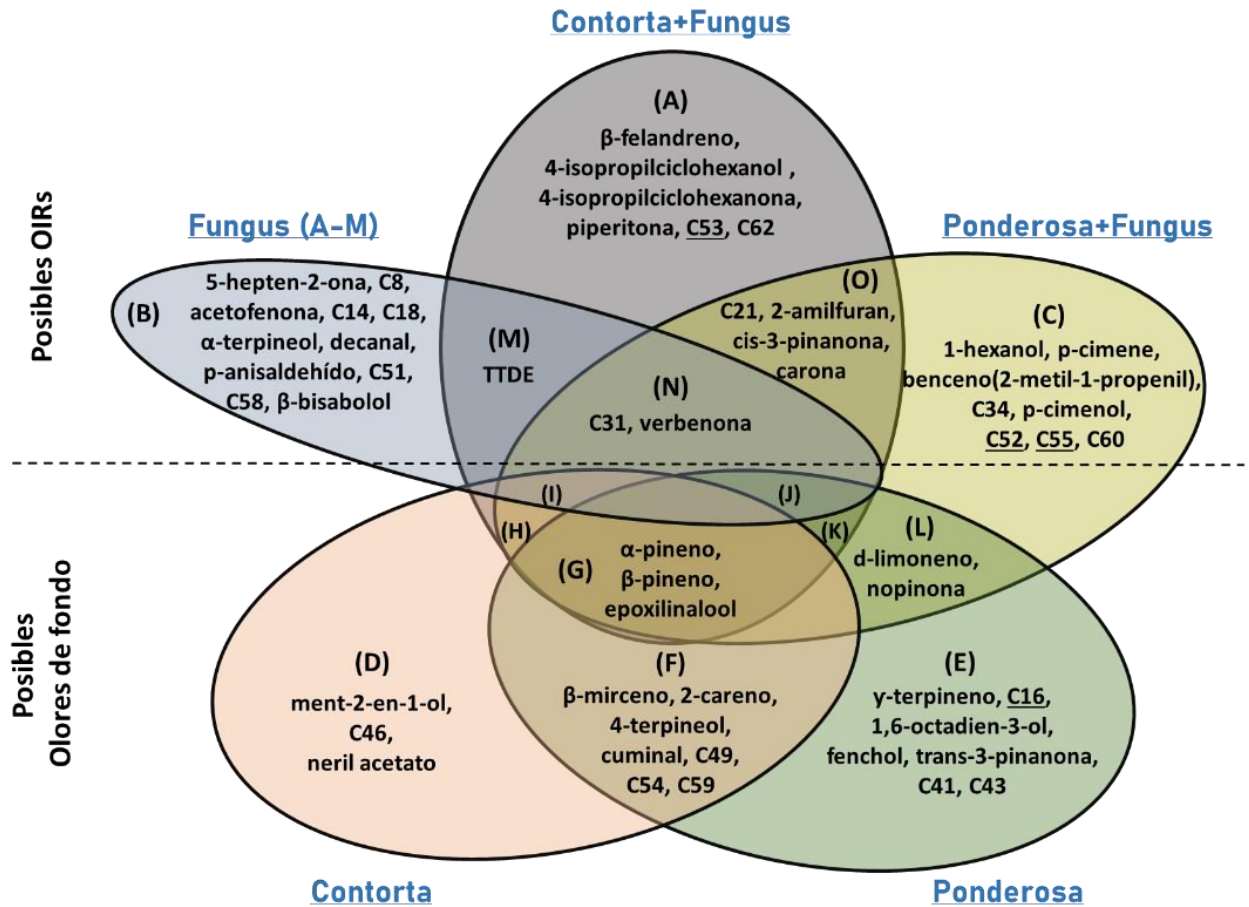 Contorta+Fungus
(A)
β-felandreno,
4-isopropilciclohexanol ,
4-isopropilciclohexanona,
piperitona, C53, C62
Posibles OIRs
Fungus (A-M)
Ponderosa+Fungus
(B)
5-hepten-2-ona, C8,
acetofenona, C14, C18,
α-terpineol, decanal,
p-anisaldehído, C51,
C58, β-bisabolol
(M)
TTDE
(O)
C21, 2-amilfuran,
cis-3-pinanona,
carona
(C)
1-hexanol, p-cimene,
benceno(2-metil-1-propenil),
C34, p-cimenol,
C52, C55, C60
(N)
C31, verbenona
(I)
(J)
(H)
(K)
(L)
d-limoneno,
nopinona
(G)
α-pineno,
β-pineno,
epoxilinalool
Posibles
Olores de fondo
(D)
ment-2-en-1-ol,
C46,
neril acetato
(F)
β-mirceno, 2-careno,
4-terpineol,
cuminal, C49,
C54, C59
(E)
γ-terpineno, C16,
1,6-octadien-3-ol,
fenchol, trans-3-pinanona,
C41, C43
Contorta
Ponderosa